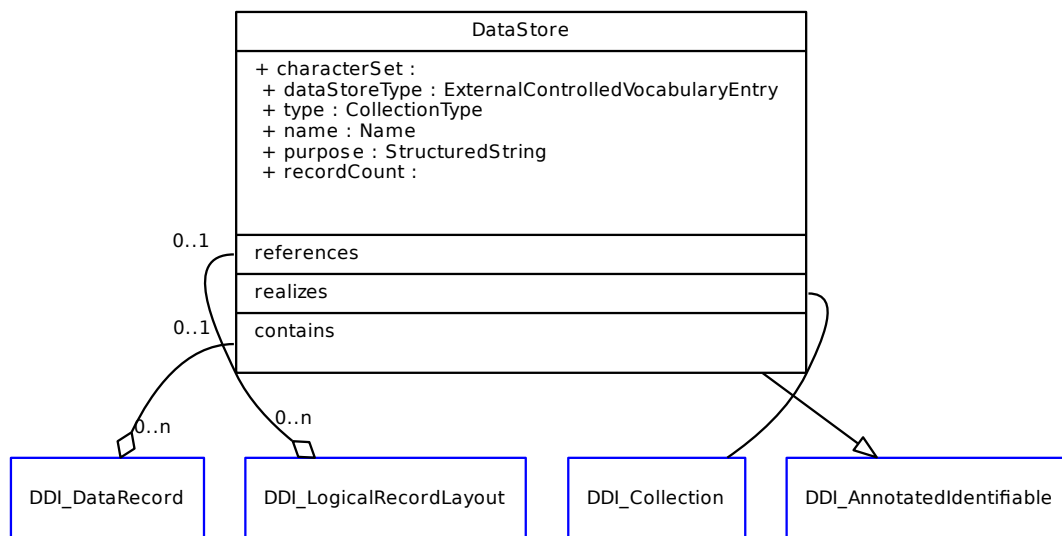 DataStore
+ characterSet :
+ dataStoreType : ExternalControlledVocabularyEntry
+ type : CollectionType
+ name : Name
+ purpose : StructuredString
+ recordCount :
0..1
references
realizes
0..1
contains
0..n
0..n
DDI_DataRecord
DDI_LogicalRecordLayout
DDI_Collection
DDI_AnnotatedIdentifiable